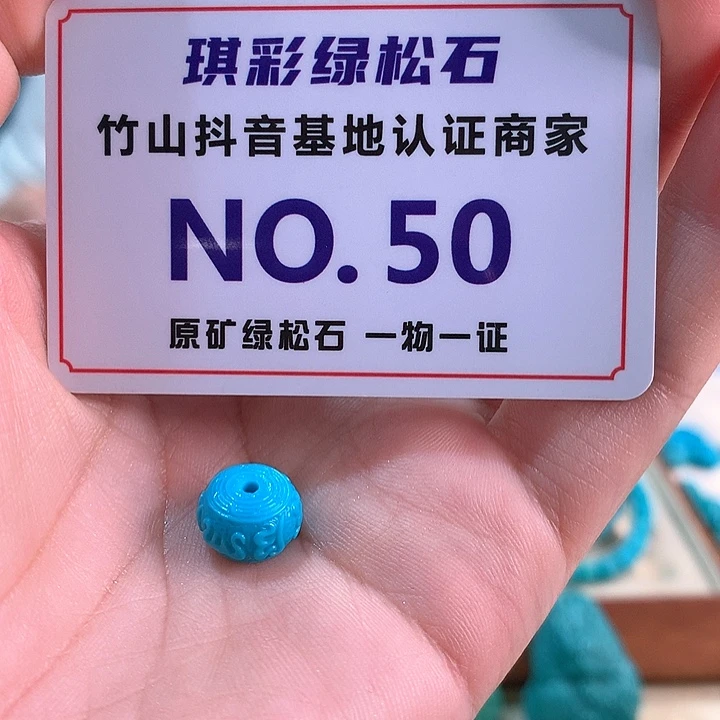 琪彩绿松石
竹山抖音基地认证商家
NO. 50
原矿绿松石 一物一证